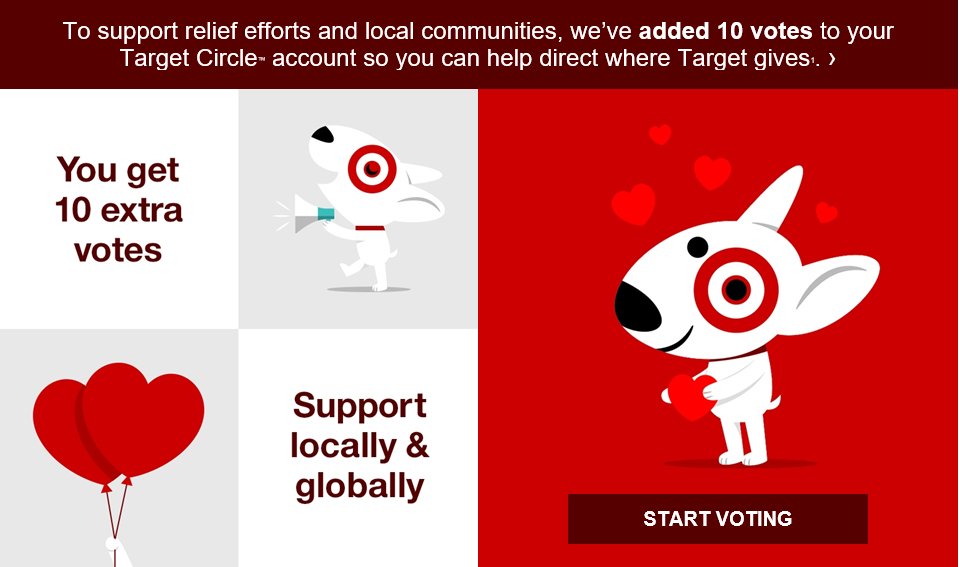 To support relief efforts and local communities, we’ve added 10 votes to your
Target Circle™ account so you can help direct where Target gives¹. ›
You get
10 extra
votes
Support
locally &
globally
START VOTING